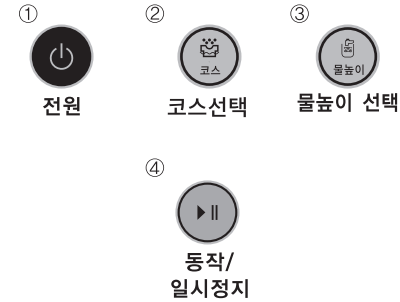 ① ② ③
코스 물높이
전원 코스선택 물높이 선택
④
동작/
일시정지